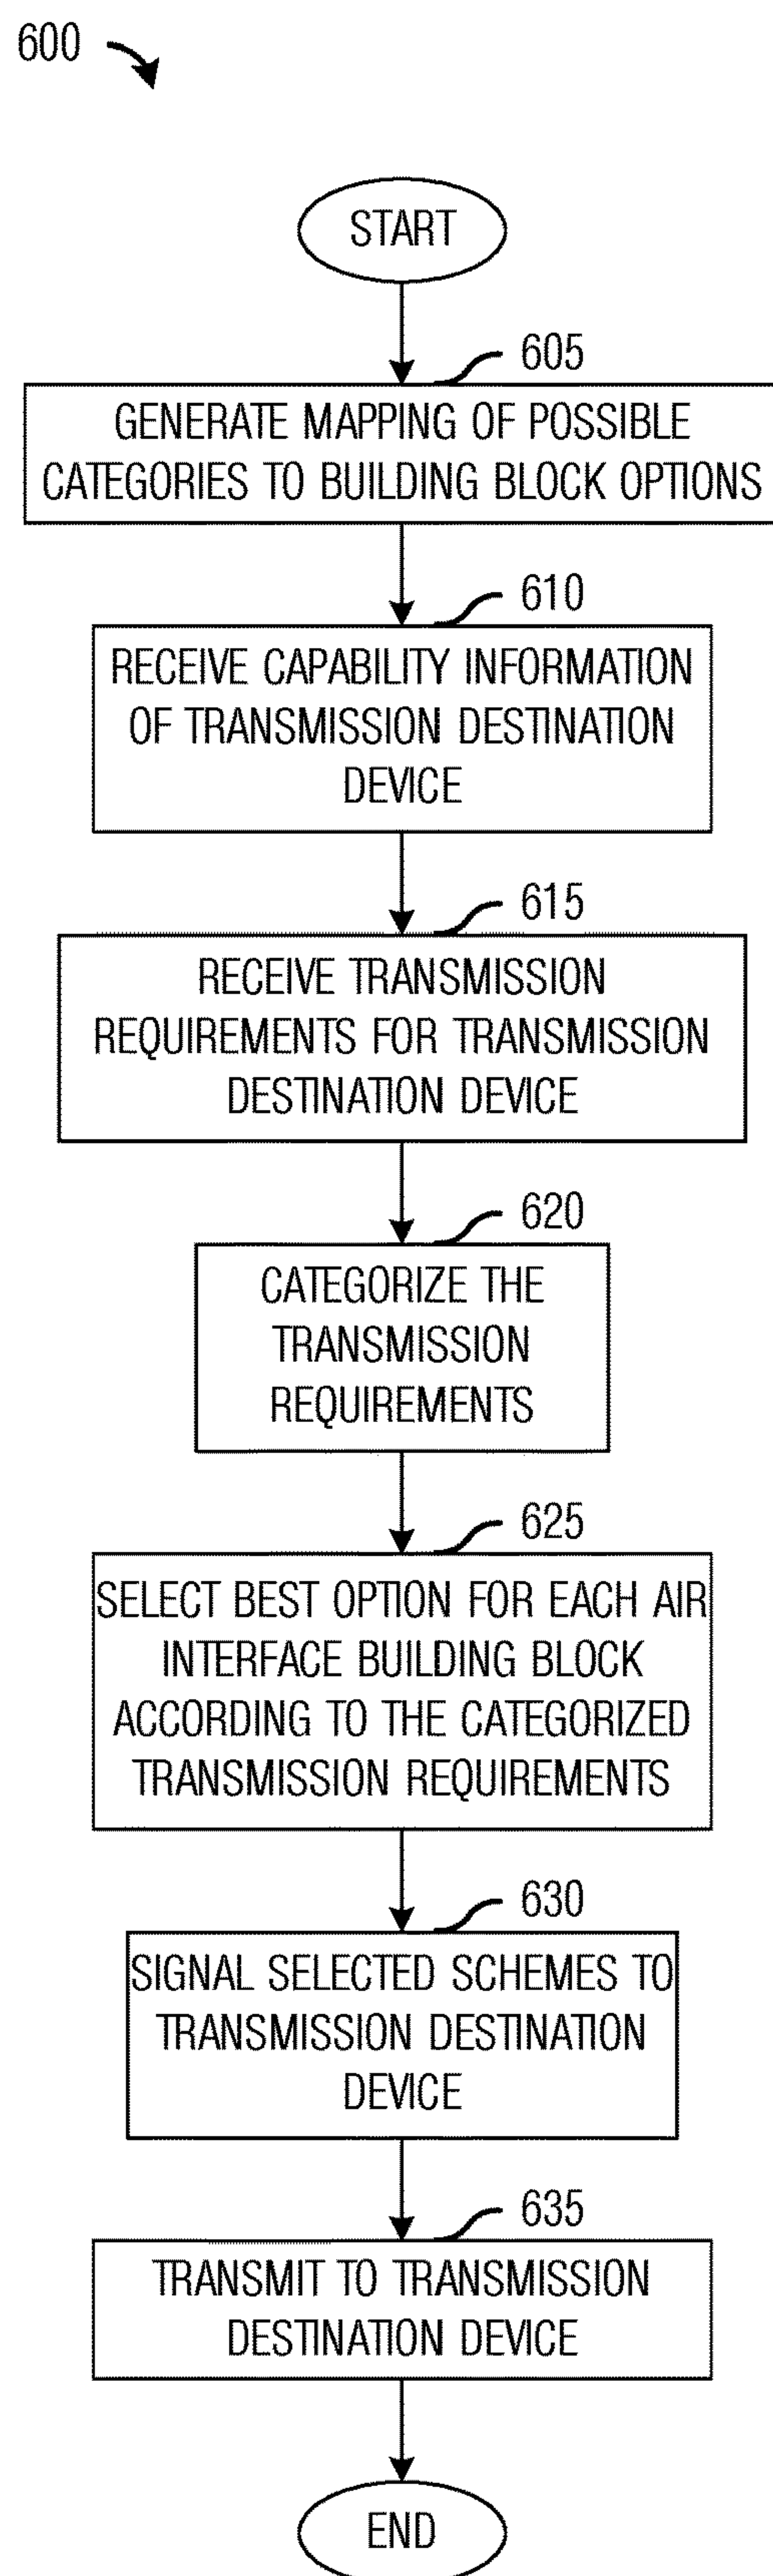 600
START
605
GENERATE MAPPING OF POSSIBLE
CATEGORIES TO BUILDING BLOCK OPTIONS
610
RECEIVE CAPABILITY INFORMATION
OF TRANSMISSION DESTINATION
DEVICE
615
RECEIVE TRANSMISSION
REQUIREMENTS FOR TRANSMISSION
DESTINATION DEVICE
620
CATEGORIZE THE
TRANSMISSION
REQUIREMENTS
625
SELECT BEST OPTION FOR EACH AIR
INTERFACE BUILDING BLOCK
ACCORDING TO THE CATEGORIZED
TRANSMISSION REQUIREMENTS
630
SIGNAL SELECTED SCHEMES TO
TRANSMISSION DESTINATION
DEVICE
635
TRANSMIT TO TRANSMISSION
DESTINATION DEVICE
END